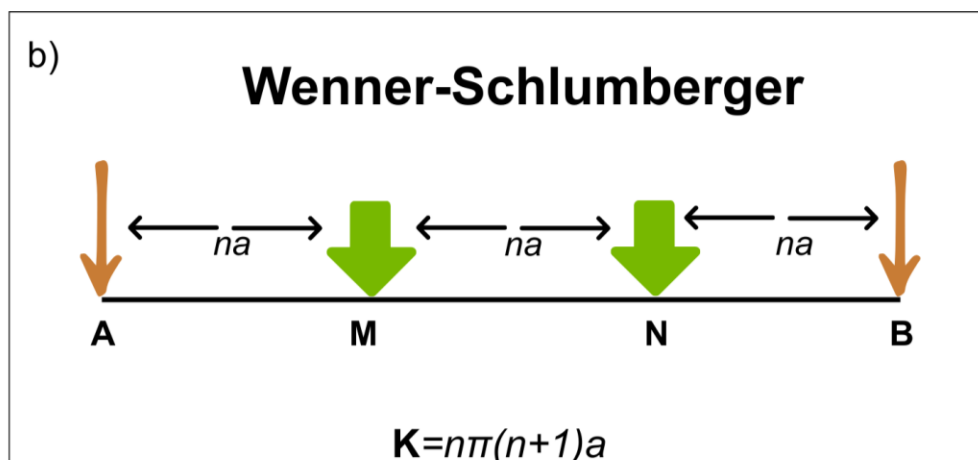 b)
Wenner-Schlumberger
na na na
A M N B
K=nπ(n+1)a